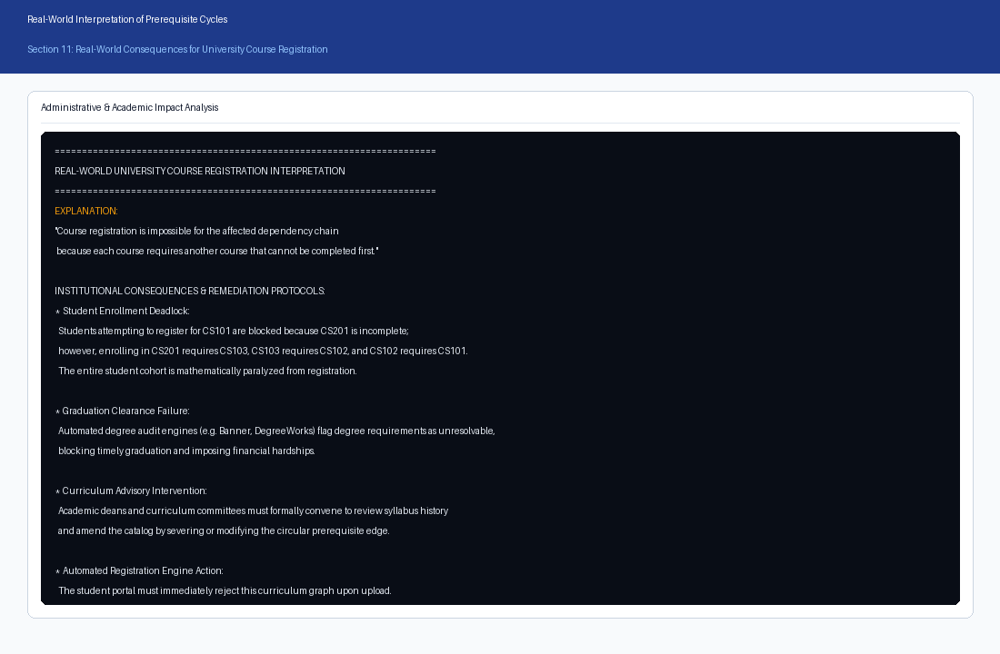 Real-World Interpretation of Prerequisite Cycles
Section 11: Real-World Consequences for University Course Registration
Administrative & Academic Impact Analysis
======================================================================
REAL-WORLD UNIVERSITY COURSE REGISTRATION INTERPRETATION
======================================================================
EXPLANATION:
"Course registration is impossible for the affected dependency chain
because each course requires another course that cannot be completed first."
INSTITUTIONAL CONSEQUENCES & REMEDIATION PROTOCOLS:
* Student Enrollment Deadlock:
Students attempting to register for CS101 are blocked because CS201 is incomplete;
however, enrolling in CS201 requires CS103, CS103 requires CS102, and CS102 requires CS101.
The entire student cohort is mathematically paralyzed from registration.
* Graduation Clearance Failure:
Automated degree audit engines (e.g. Banner, DegreeWorks) flag degree requirements as unresolvable,
blocking timely graduation and imposing financial hardships.
* Curriculum Advisory Intervention:
Academic deans and curriculum committees must formally convene to review syllabus history
and amend the catalog by severing or modifying the circular prerequisite edge.
* Automated Registration Engine Action:
The student portal must immediately reject this curriculum graph upon upload.